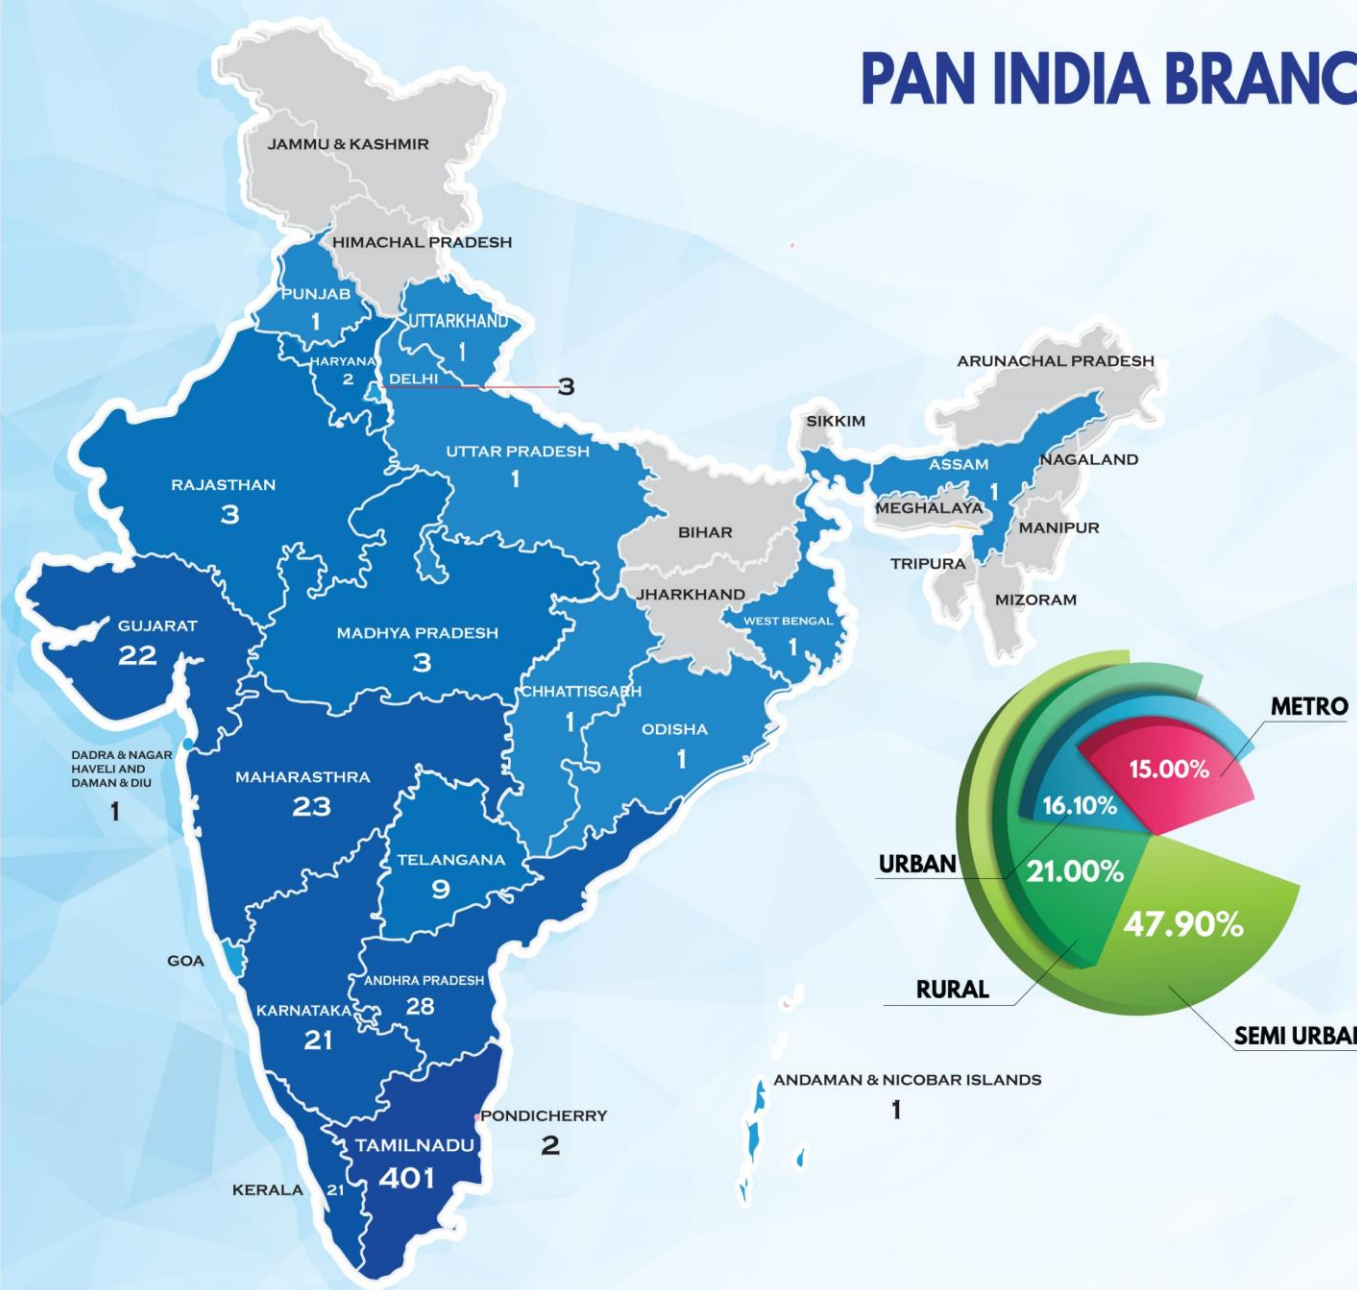 PAN INDIA BRANC
JAMMU & KASHMIR
HIMACHAL PRADESH
PUNJAB
1
UTTARKHAND
1
HARYANA
2
DELHI
3
ARUNACHAL PRADESH
SIKKIM
UTTAR PRADESH
1
ASSAM
1
NAGALAND
RAJASTHAN
3
MEGHALAYA
MANIPUR
BIHAR
TRIPURA
JHARKHAND
MIZORAM
GUJARAT
22
MADHYA PRADESH
3
WEST BENGAL
1
CHHATTISGARH
1
ODISHA
1
DADRA & NAGAR
HAVELI AND
DAMAN & DIU
1
MAHARASTHRA
23
TELANGANA
9
GOA
ANDHRA PRADESH
28
KARNATAKA
21
TAMILNADU
401
PONDICHERRY
2
KERALA
21
ANDAMAN & NICOBAR ISLANDS
1
METRO
15.00%
16.10%
URBAN
21.00%
47.90%
RURAL
SEMI URBA